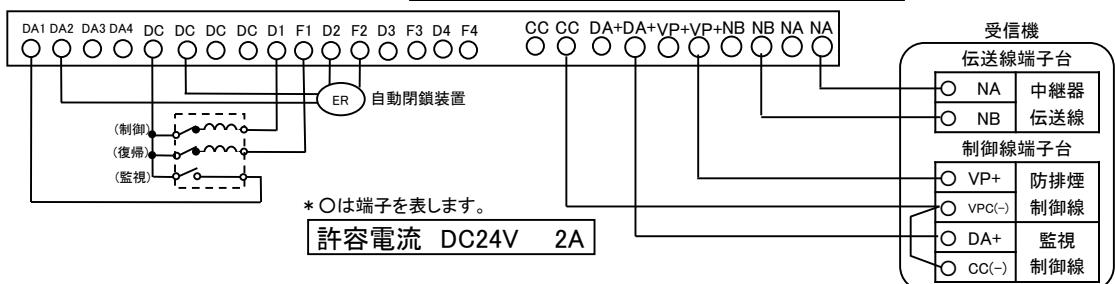 DA1 DA2 DA3 DA4 DC DC DC DC D1 F1 D2 F2 D3 F3 D4 F4 CC CC DA+DA+VP+VP+NB NB NA NA
受信機
伝送線端子台
NA 中継器
NB 伝送線
ER 自動閉鎖装置
(制御)
(復帰)
(監視)
制御線端子台
VP+ 防排煙
VPC(-) 制御線
DA+ 監視
CC(-) 制御線
*○は端子を表します。
許容電流 DC24V 2A